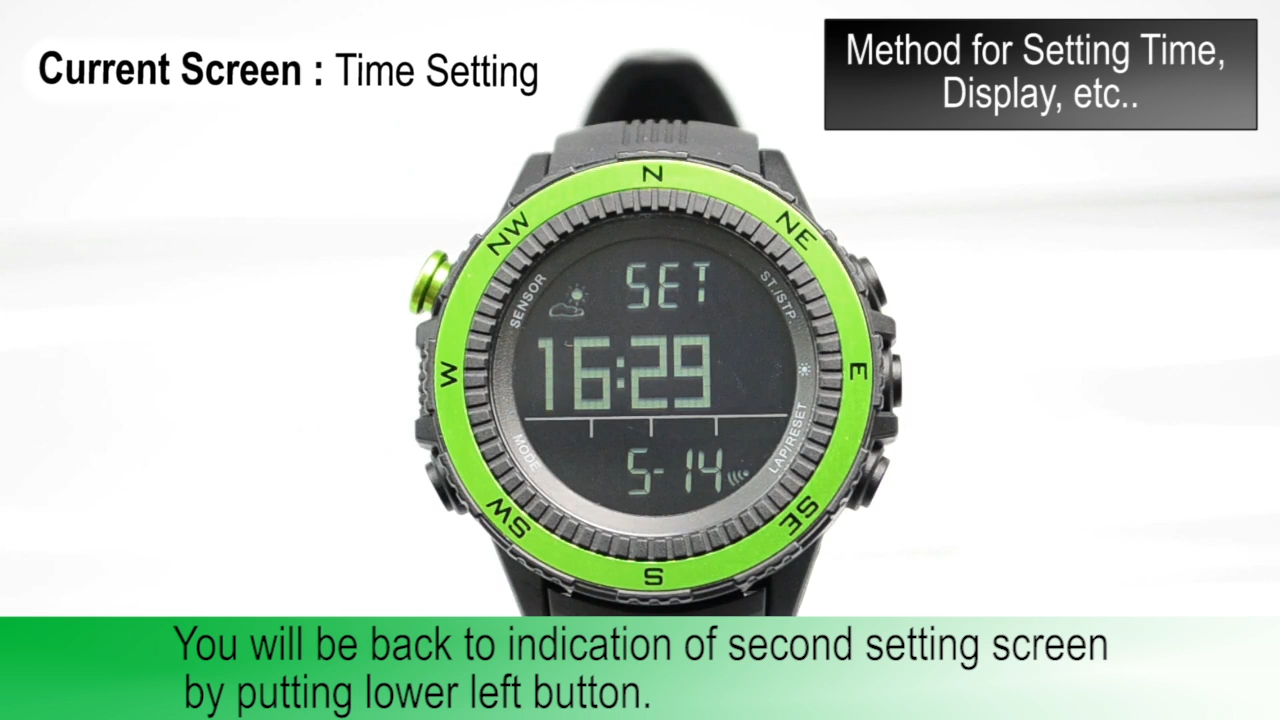 Current Screen : Time Setting
Method for Setting Time,
Display, etc..
N
NW
NE
SENSOR
SET
ST./STP.
16:29
W
E
MODE
LAP/RESET
5-14
SW
SE
S
You will be back to indication of second setting screen
by putting lower left button.